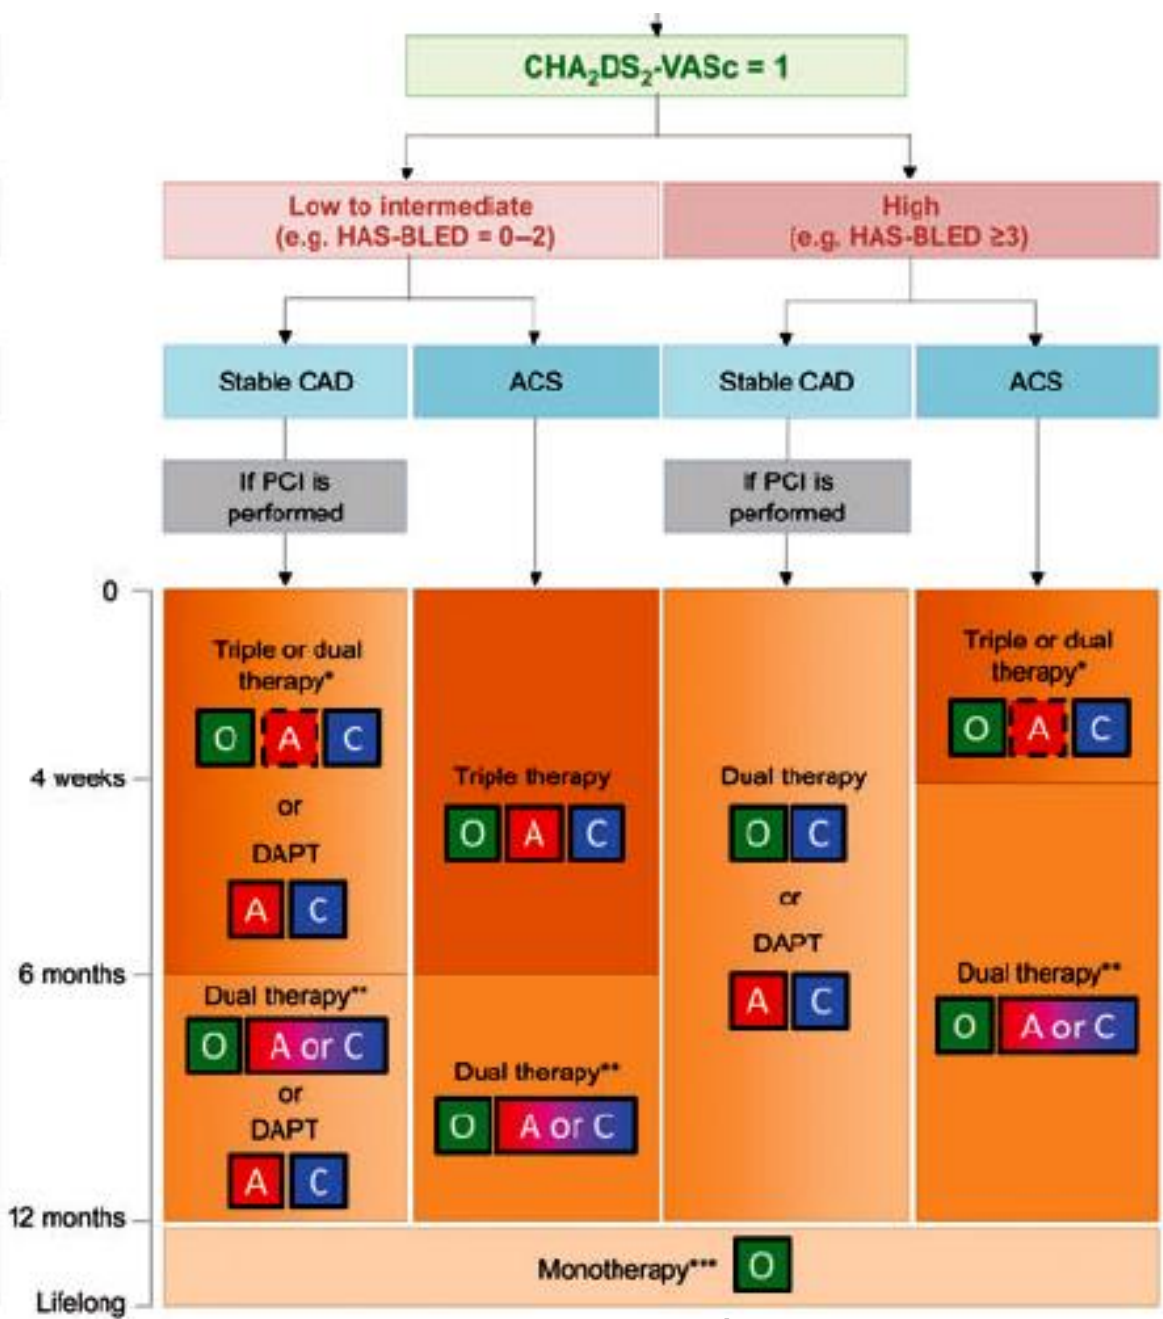 CHA₂DS₂-VASc = 1
Low to intermediate
(e.g. HAS-BLED = 0–2)
High
(e.g. HAS-BLED ≥3)
Stable CAD
ACS
Stable CAD
ACS
If PCI is
performed
If PCI is
performed
0
4 weeks
6 months
12 months
Lifelong
Triple or dual
therapy*
O A C
or
DAPT
A C
Dual therapy**
O A or C
or
DAPT
A C
Triple therapy
O A C
Dual therapy**
O A or C
Dual therapy
O C
or
DAPT
A C
Triple or dual
therapy*
O A C
Dual therapy**
O A or C
Monotherapy*** O